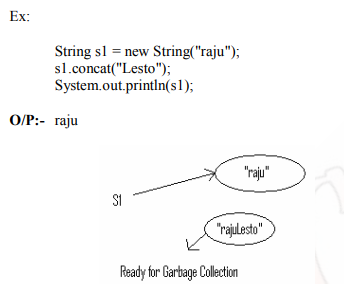 Ex:
String s1 = new String("raju");
s1.concat("Lesto");
System.out.println(s1);
O/P:- raju
"raju"
S1
"rajuLesto"
Ready for Garbage Collection